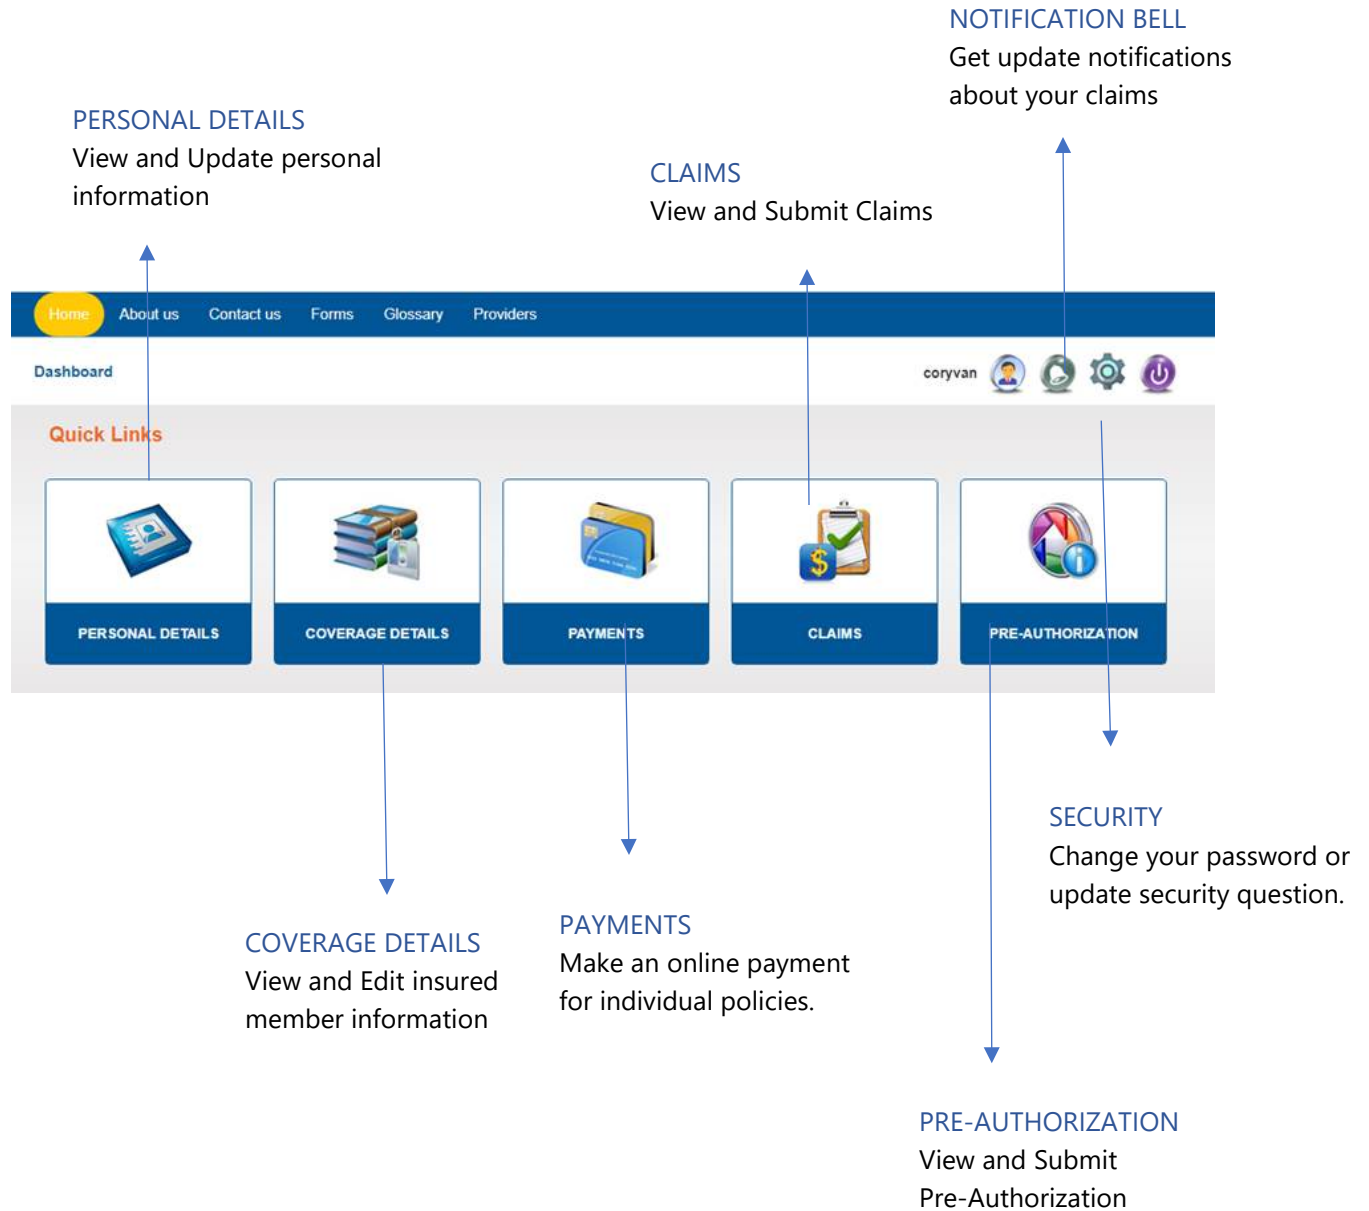 NOTIFICATION BELL
Get update notifications
about your claims
PERSONAL DETAILS
View and Update personal
information
CLAIMS
View and Submit Claims
Home About us Contact us Forms Glossary Providers
Dashboard
coryvan
Quick Links
PERSONAL DETAILS
COVERAGE DETAILS
PAYMENTS
CLAIMS
PRE-AUTHORIZATION
SECURITY
Change your password or
update security question.
PAYMENTS
Make an online payment
for individual policies.
COVERAGE DETAILS
View and Edit insured
member information
PRE-AUTHORIZATION
View and Submit
Pre-Authorization